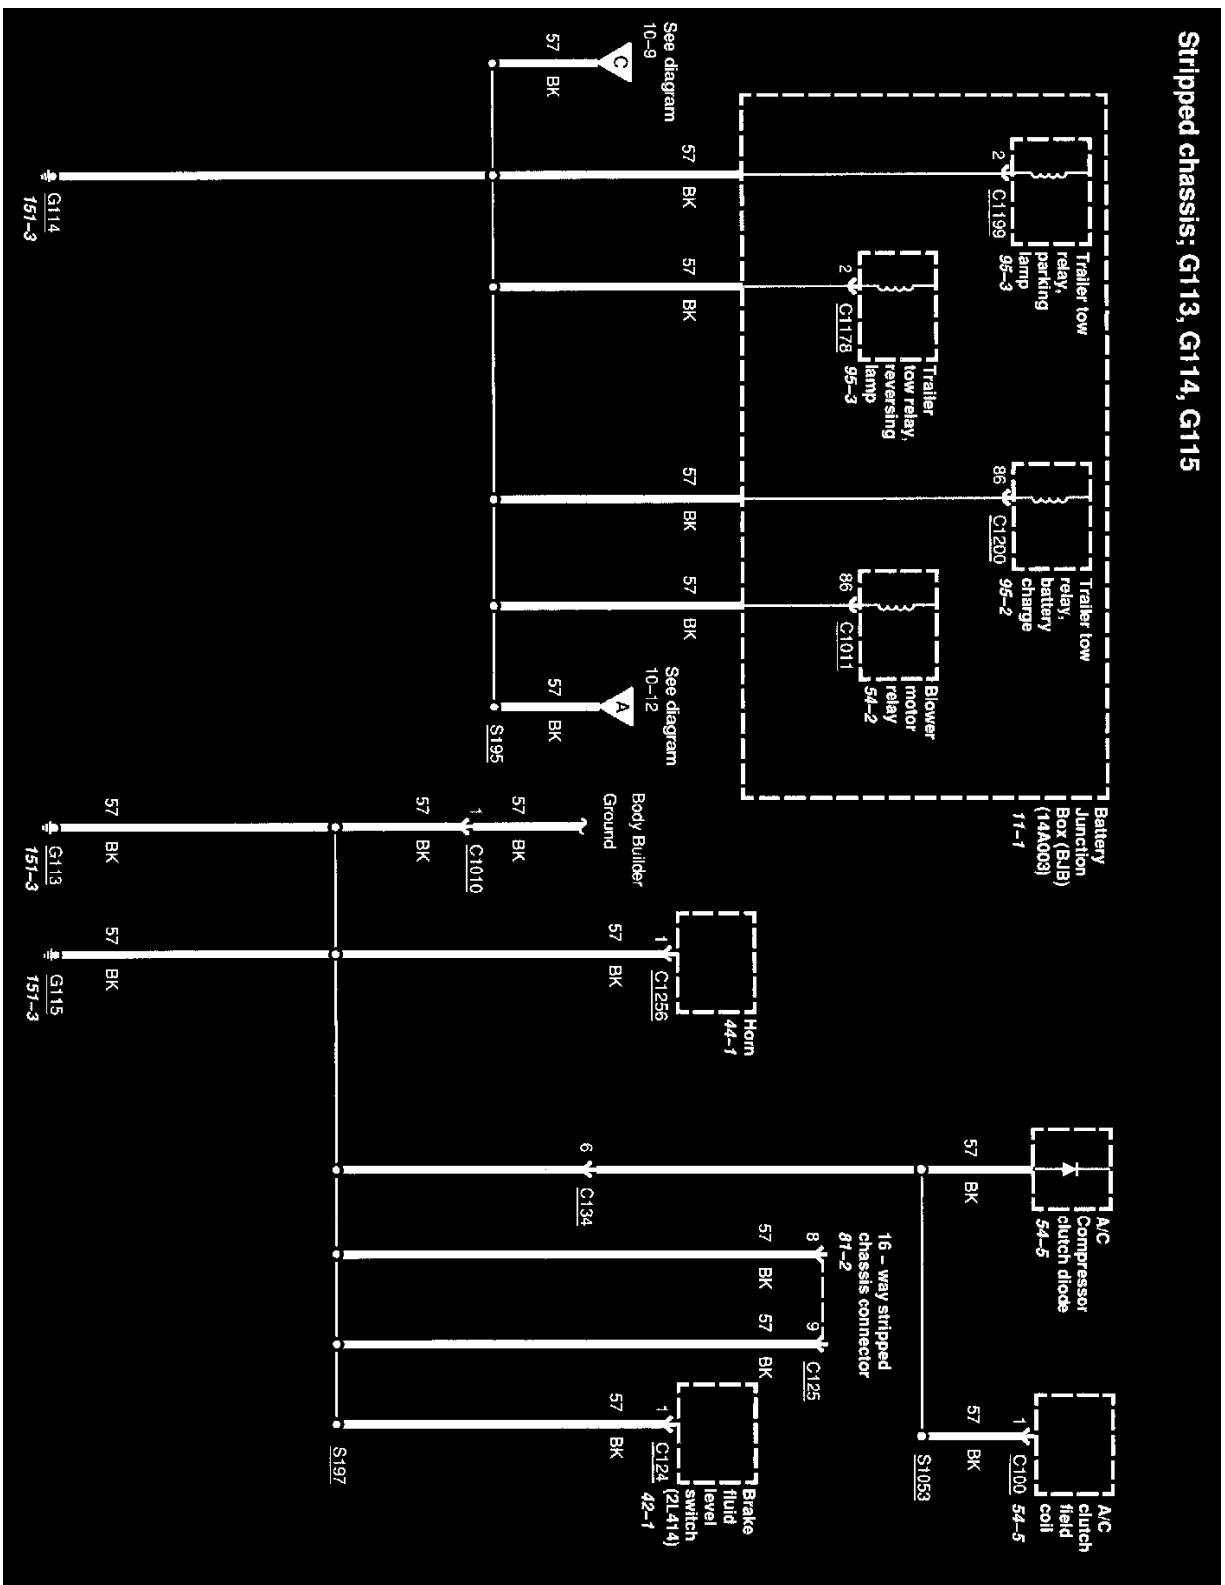 Stripped chassis; G113, G114, G115
2
C1199
Trailer tow
relay,
parking
lamp
95–3
2
C1178
Trailer
tow relay,
reversing
lamp
95–3
86
C1200
Trailer tow
relay,
battery
charge
95–2
86
C1011
Blower
motor
relay
54–2
Battery
Junction
Box (BJB)
(14A003)
11–1
See diagram
10–9
C
57
BK
57
BK
57
BK
57
BK
57
BK
See diagram
10–12
A
57
BK
S195
G114
151–3
A/C
Compressor
clutch diode
54–5
57
BK
A/C
clutch
field
coil
54–5
1
C100
57
BK
S1053
16 – way stripped
chassis connector
81–2
8
57
BK
9
C125
57
BK
Body Builder
Ground
57
BK
1
C1010
57
BK
Horn
44–1
1
C1256
57
BK
6
C134
Brake
fluid
level
switch
(2L414)
42–1
1
C124
57
BK
S197
57
BK
G113
151–3
57
BK
G115
151–3